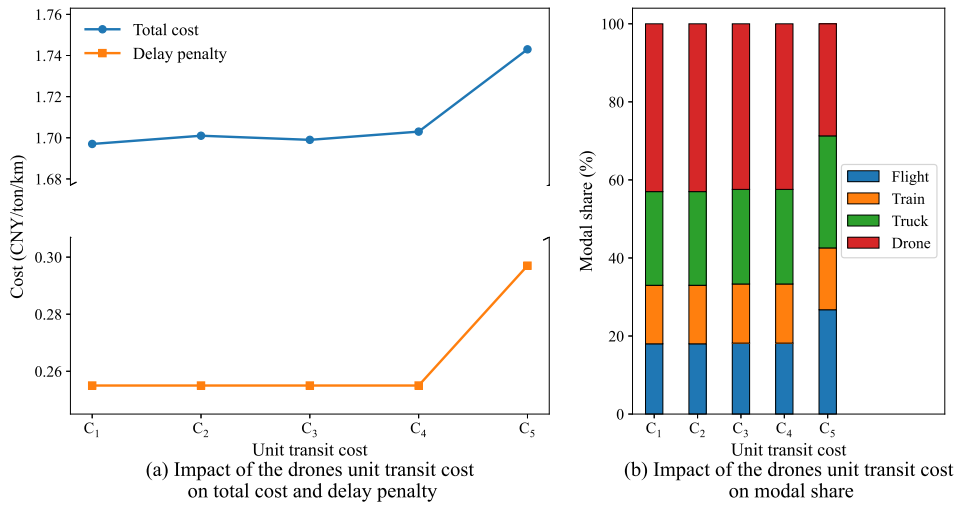 1.76
1.74
1.72
1.70
1.68
0.30
0.28
0.26
Cost (CNY/ton/km)
Total cost
Delay penalty
C₁ C₂ C₃ C₄ C₅
Unit transit cost
(a) Impact of the drones unit transit cost
on total cost and delay penalty
100
80
60
40
20
0
Modal share (%)
Flight
Train
Truck
Drone
C₁ C₂ C₃ C₄ C₅
Unit transit cost
(b) Impact of the drones unit transit cost
on modal share